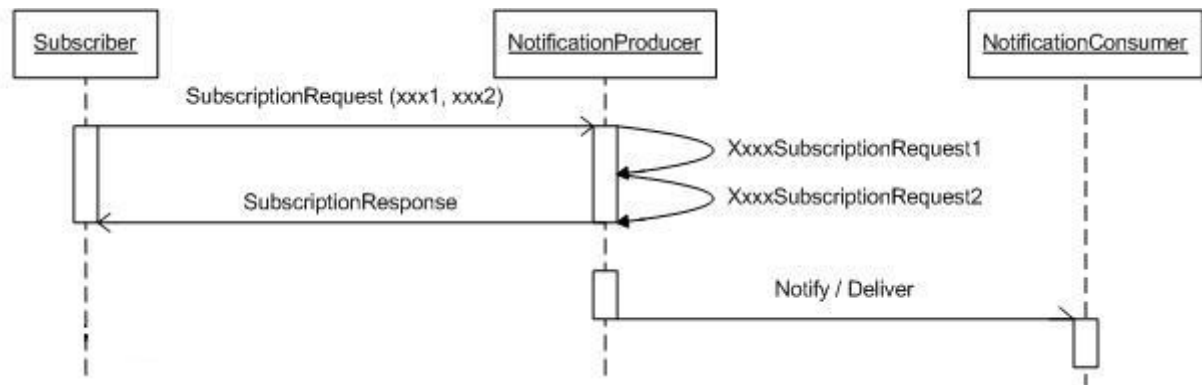 Subscriber
NotificationProducer
NotificationConsumer
SubscriptionRequest (xxx1, xxx2)
XxxxSubscriptionRequest1
SubscriptionResponse
XxxxSubscriptionRequest2
Notify / Deliver